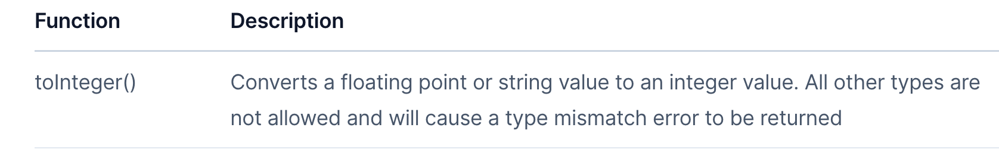 Function Description
toInteger() Converts a floating point or string value to an integer value. All other types are
not allowed and will cause a type mismatch error to be returned